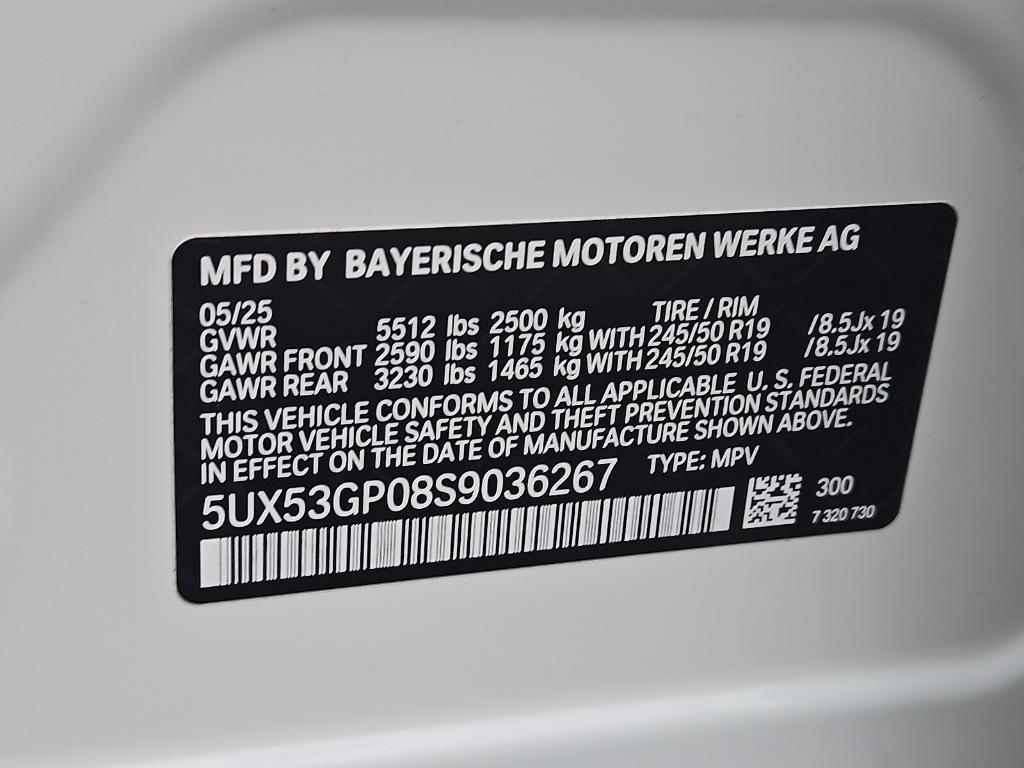 MFD BY BAYERISCHE MOTOREN WERKE AG
05/25 TIRE / RIM
GVWR 5512 lbs 2500 kg
GAWR FRONT 2590 lbs 1175 kg WITH 245/50 R19 /8.5Jx 19
GAWR REAR 3230 lbs 1465 kg WITH 245/50 R19 /8.5Jx 19
THIS VEHICLE CONFORMS TO ALL APPLICABLE U. S. FEDERAL
MOTOR VEHICLE SAFETY AND THEFT PREVENTION STANDARDS
IN EFFECT ON THE DATE OF MANUFACTURE SHOWN ABOVE.
5UX53GP08S9036267 TYPE: MPV
300
7 320 730